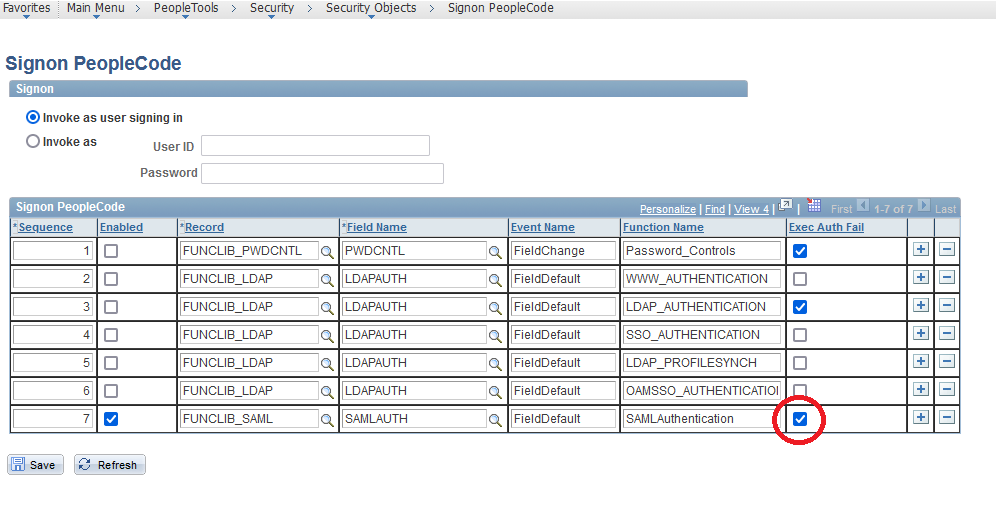 Favorites Main Menu > PeopleTools > Security > Security Objects > Signon PeopleCode
Signon PeopleCode
Signon
Invoke as user signing in
Invoke as User ID
Password
Signon PeopleCode Personalize | Find | View 4 | | First 1-7 of 7 Last
*Sequence Enabled *Record *Field Name Event Name Function Name Exec Auth Fail
1 FUNCLIB_PWDCNTL PWDCNTL FieldChange Password_Controls
2 FUNCLIB_LDAP LDAPAUTH FieldDefault WWW_AUTHENTICATION
3 FUNCLIB_LDAP LDAPAUTH FieldDefault LDAP_AUTHENTICATION
4 FUNCLIB_LDAP LDAPAUTH FieldDefault SSO_AUTHENTICATION
5 FUNCLIB_LDAP LDAPAUTH FieldDefault LDAP_PROFILESYNCH
6 FUNCLIB_LDAP LDAPAUTH FieldDefault OAMSSO_AUTHENTICATION
7 FUNCLIB_SAML SAMLAUTH FieldDefault SAMLAuthentication
Save Refresh